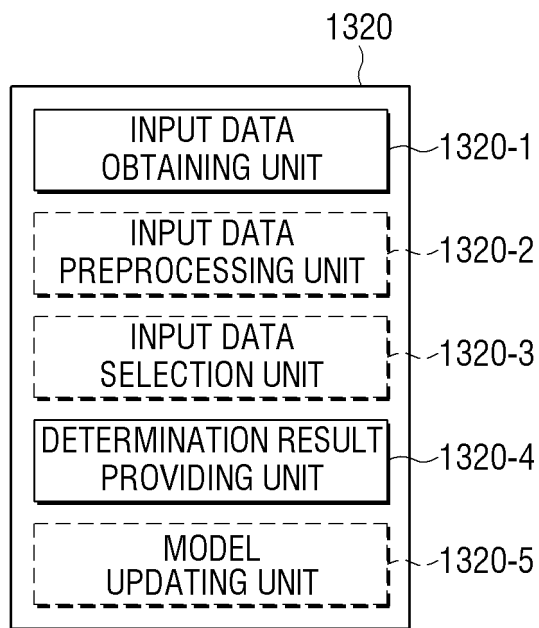 1320
INPUT DATA
OBTAINING UNIT
1320-1
INPUT DATA
PREPROCESSING UNIT
1320-2
INPUT DATA
SELECTION UNIT
1320-3
DETERMINATION RESULT
PROVIDING UNIT
1320-4
MODEL
UPDATING UNIT
1320-5